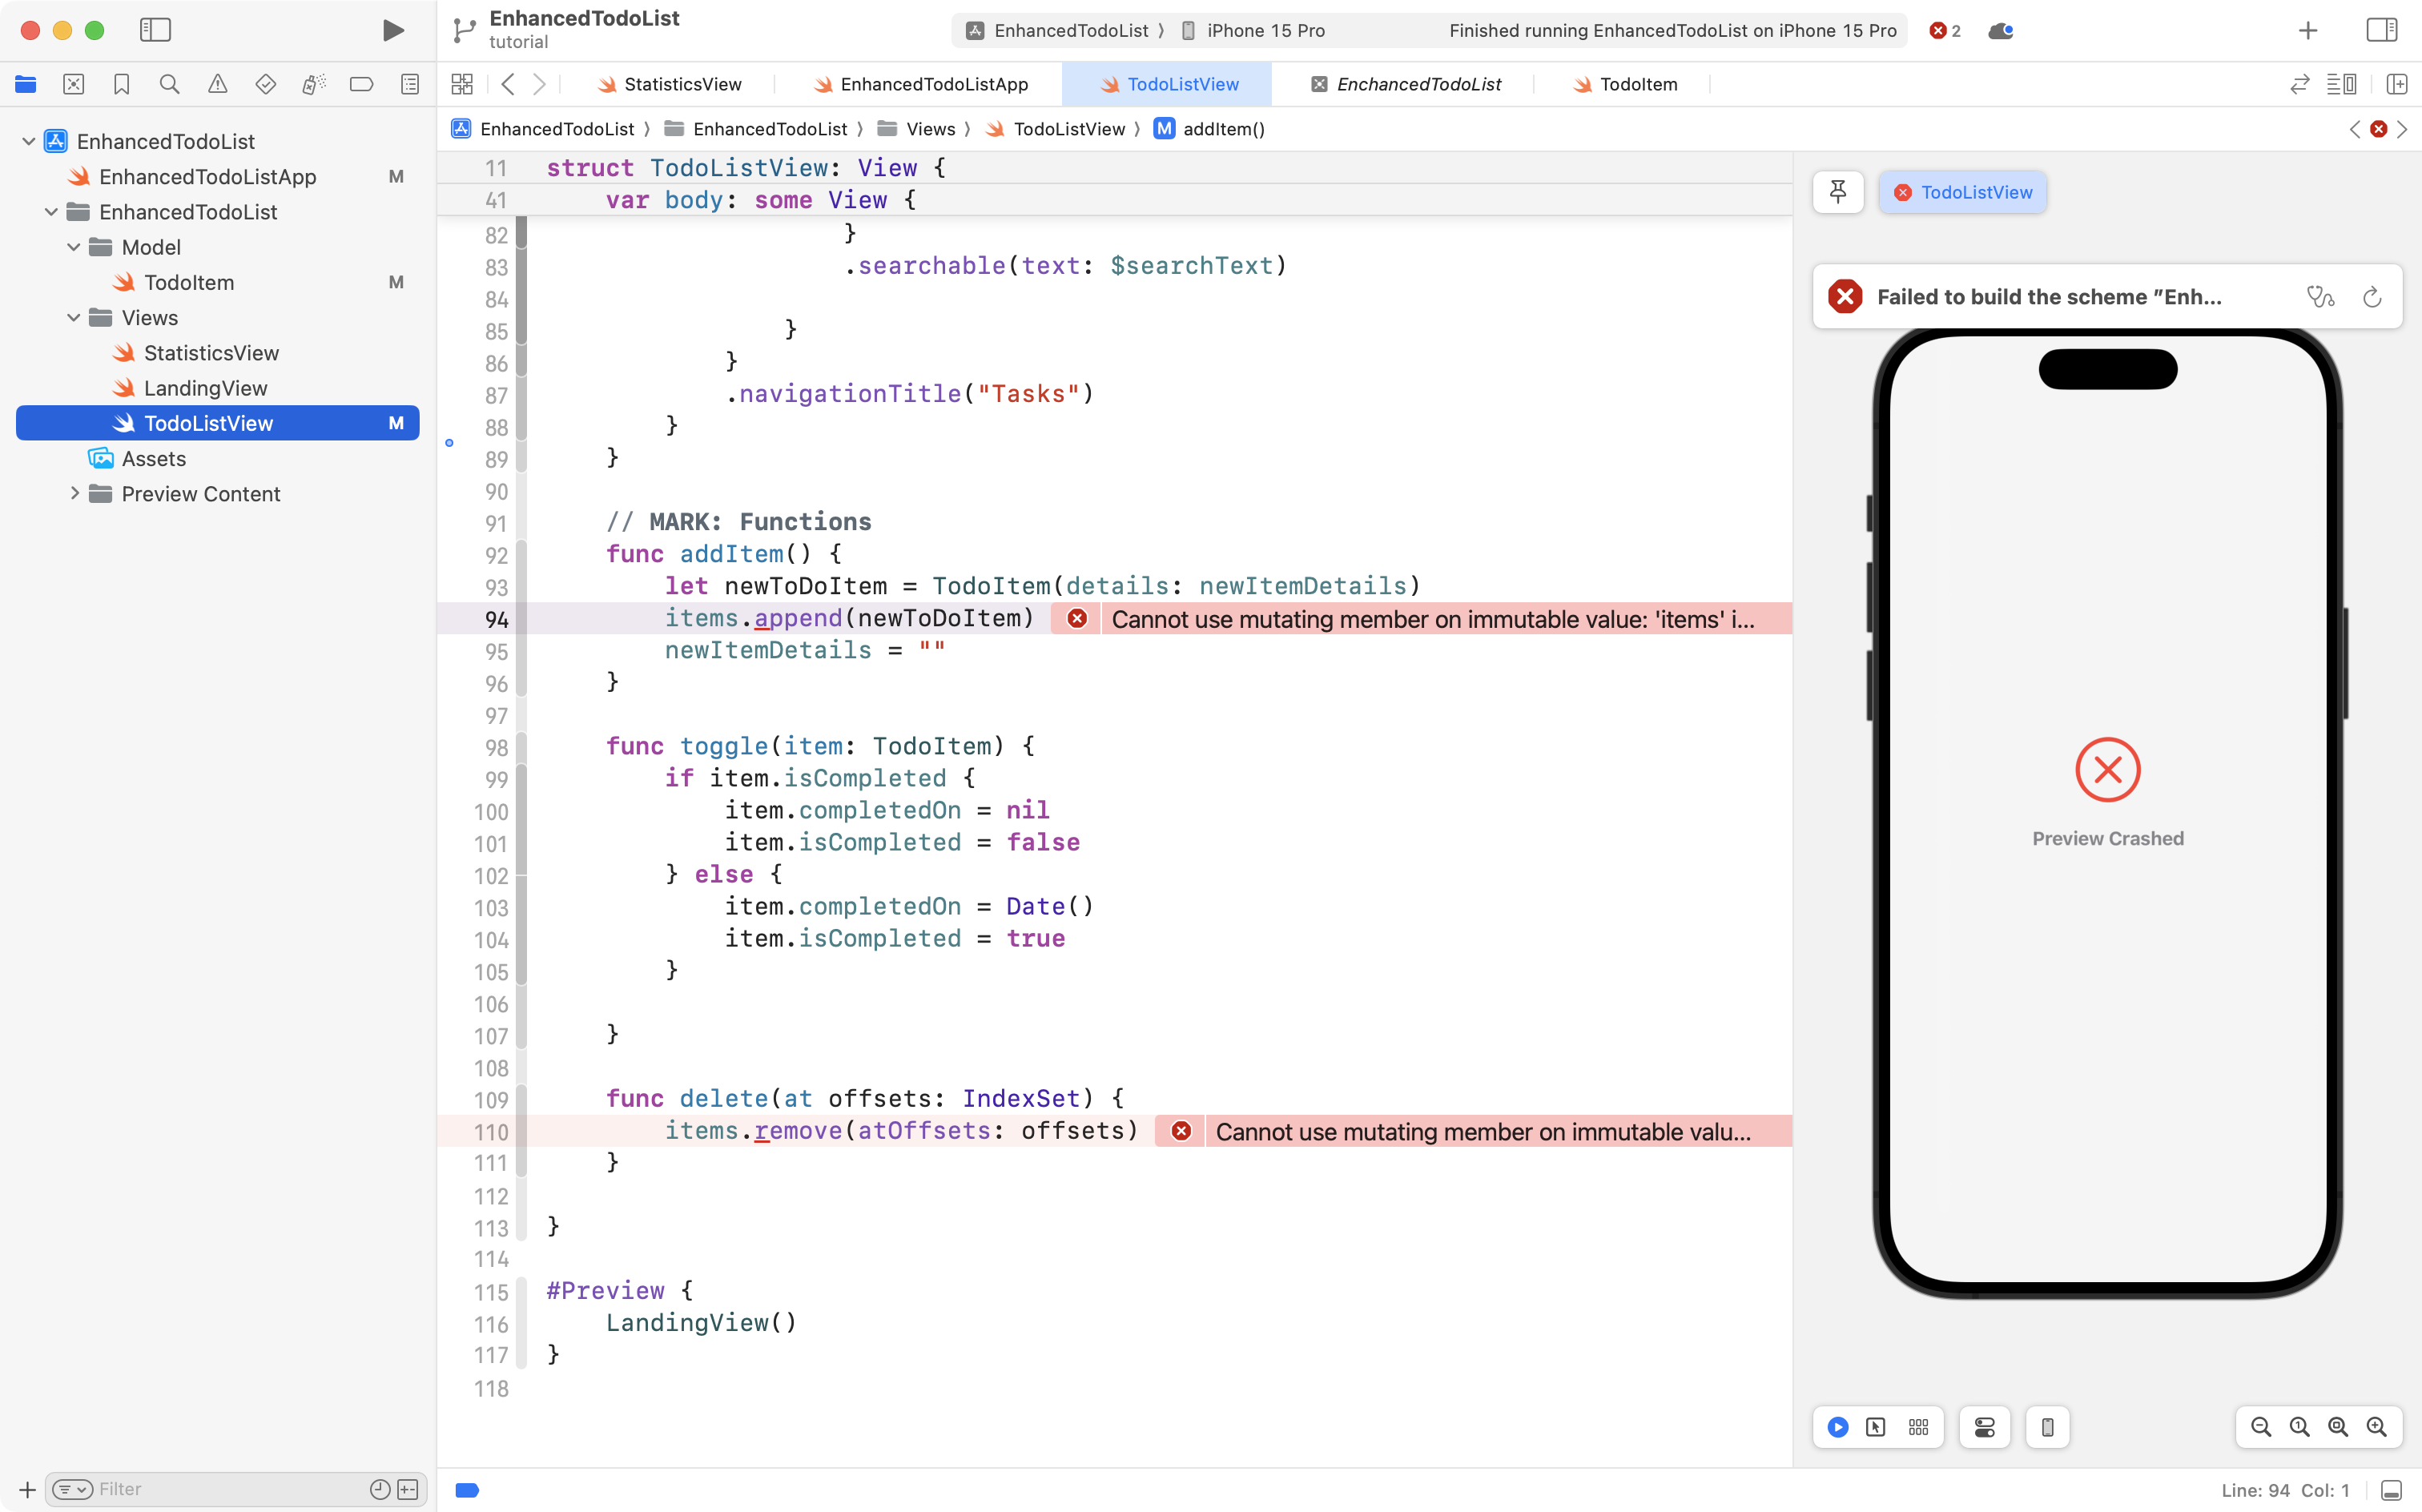 EnhancedTodoList
tutorial
EnhancedTodoList ⟩ iPhone 15 Pro
Finished running EnhancedTodoList on iPhone 15 Pro
2
StatisticsView
EnhancedTodoListApp
TodoListView
EnchancedTodoList
TodoItem
EnhancedTodoList ⟩ EnhancedTodoList ⟩ Views ⟩ TodoListView ⟩ M addItem()
EnhancedTodoList
EnhancedTodoListApp M
EnhancedTodoList
Model
TodoItem M
Views
StatisticsView
LandingView
TodoListView M
Assets
Preview Content
Filter
11 struct TodoListView: View {
41 var body: some View {
82 }
83 .searchable(text: $searchText)
84
85 }
86 }
87 .navigationTitle("Tasks")
88 }
89 }
90
91 // MARK: Functions
92 func addItem() {
93 let newToDoItem = TodoItem(details: newItemDetails)
94 items.append(newToDoItem) Cannot use mutating member on immutable value: 'items' i...
95 newItemDetails = ""
96 }
97
98 func toggle(item: TodoItem) {
99 if item.isCompleted {
100 item.completedOn = nil
101 item.isCompleted = false
102 } else {
103 item.completedOn = Date()
104 item.isCompleted = true
105 }
106
107 }
108
109 func delete(at offsets: IndexSet) {
110 items.remove(atOffsets: offsets) Cannot use mutating member on immutable valu...
111 }
112
113 }
114
115 #Preview {
116 LandingView()
117 }
118
TodoListView
Failed to build the scheme "Enh...
Preview Crashed
Line: 94 Col: 1